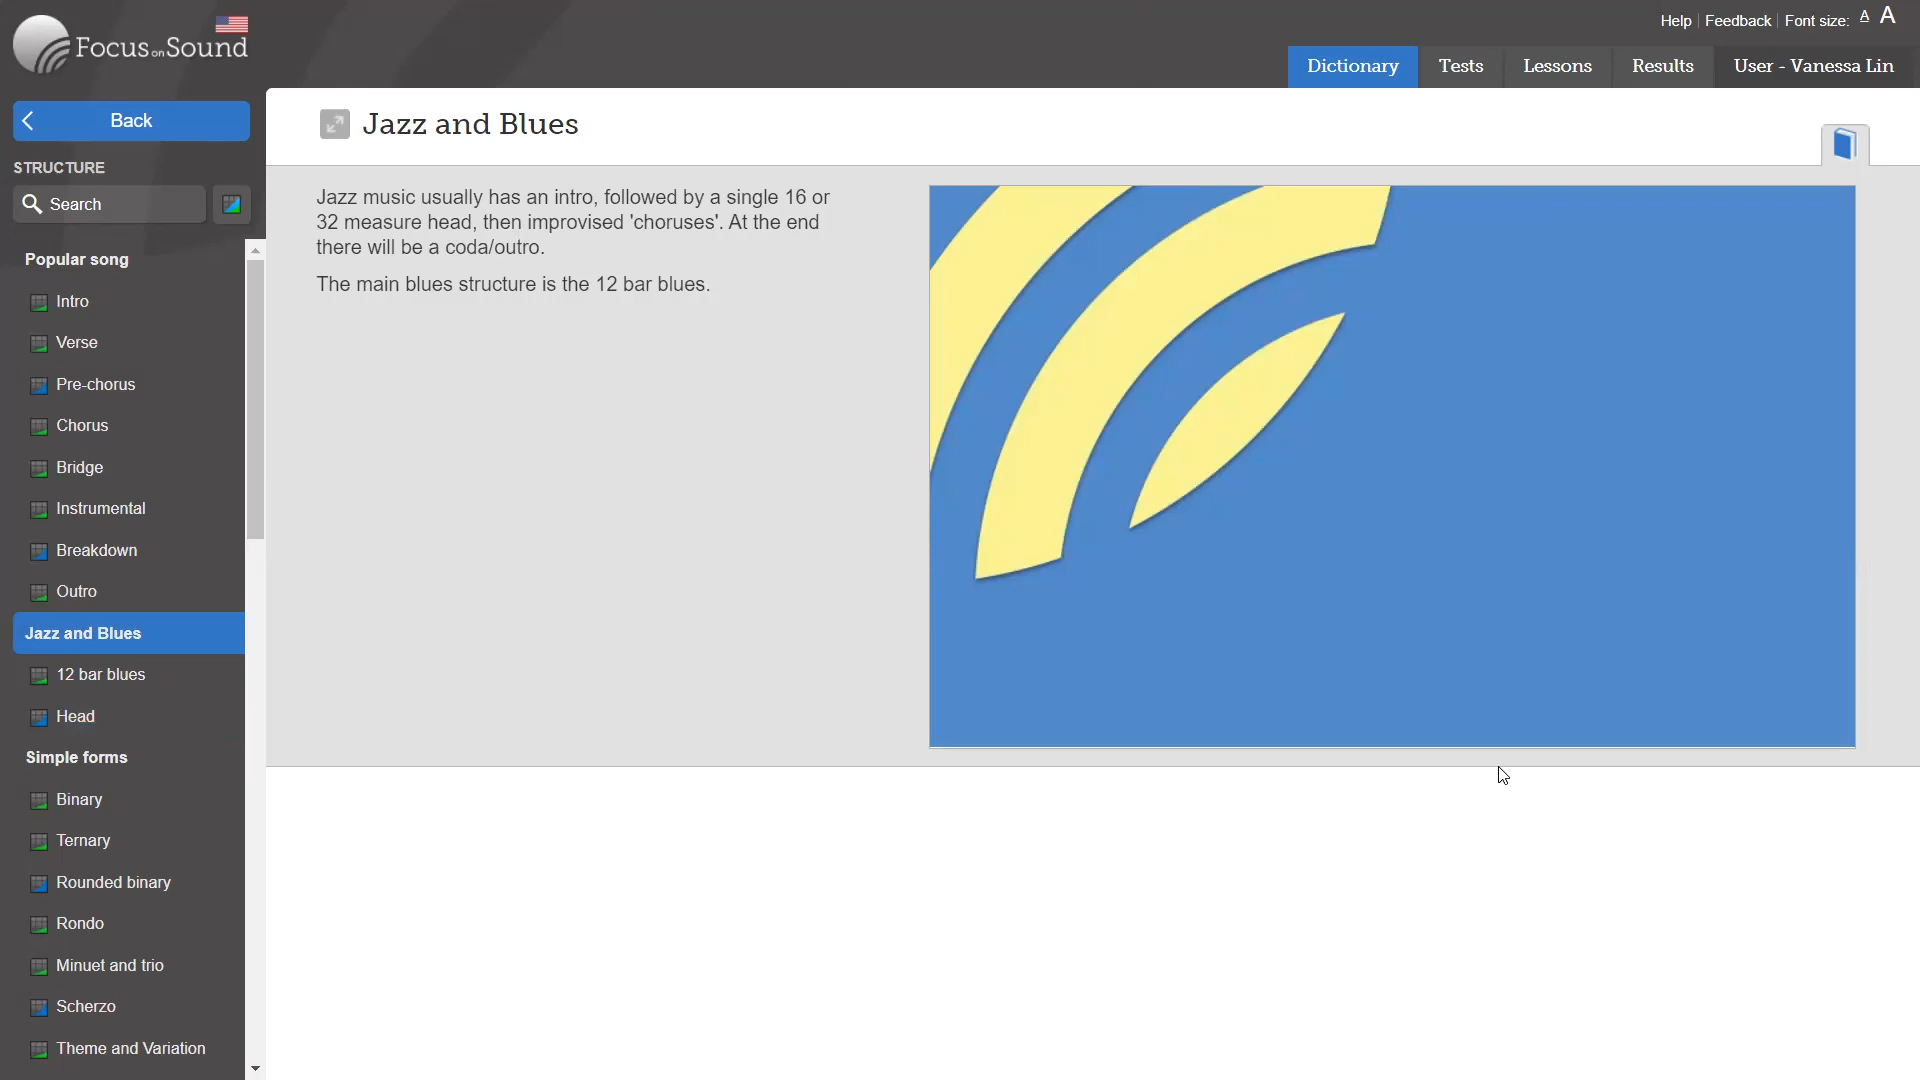 Focus on Sound
Help
Feedback
Font size: A A
Dictionary
Tests
Lessons
Results
User - Vanessa Lin
Back
STRUCTURE
Search
Popular song
Intro
Verse
Pre-chorus
Chorus
Bridge
Instrumental
Breakdown
Outro
Jazz and Blues
12 bar blues
Head
Simple forms
Binary
Ternary
Rounded binary
Rondo
Minuet and trio
Scherzo
Theme and Variation
Jazz and Blues
Jazz music usually has an intro, followed by a single 16 or
32 measure head, then improvised 'choruses'. At the end
there will be a coda/outro.
The main blues structure is the 12 bar blues.